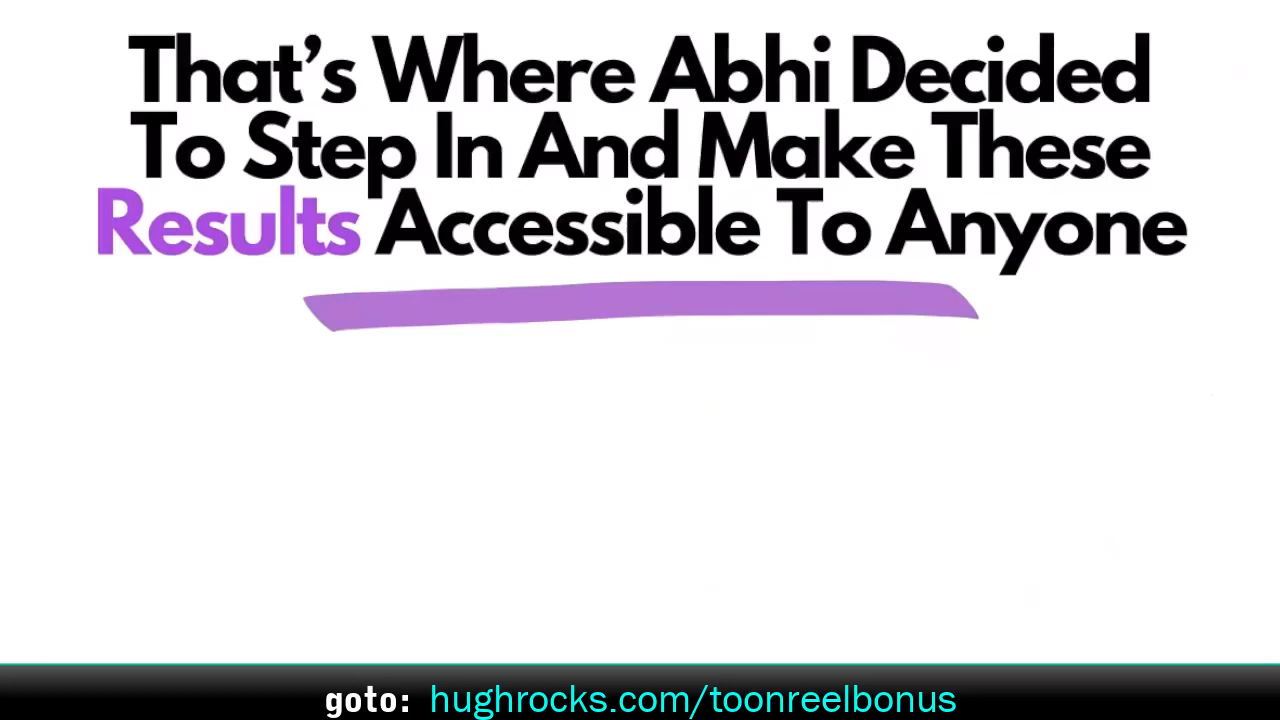 That’s Where Abhi Decided
To Step In And Make These
Results Accessible To Anyone
goto: hughrocks.com/toonreelbonus